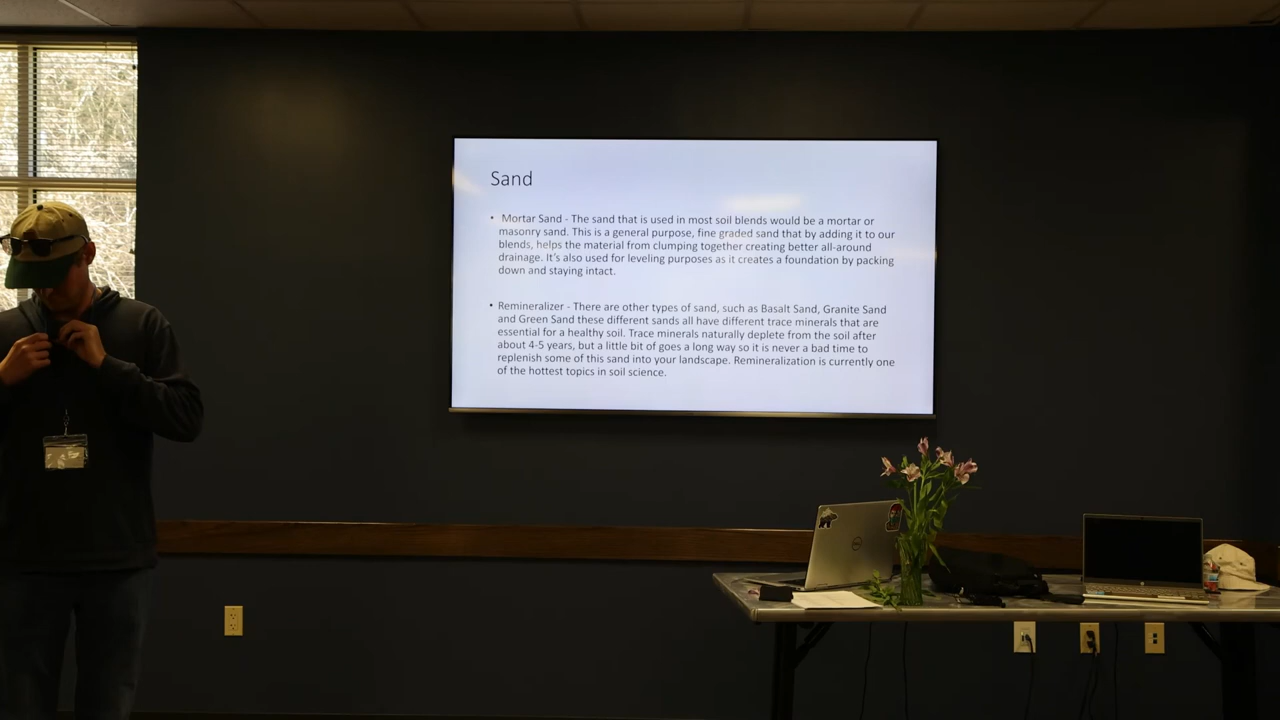 Sand
• Mortar Sand - The sand that is used in most soil blends would be a mortar or
masonry sand. This is a general purpose, fine graded sand that by adding it to our
blends, helps the material from clumping together creating better all-around
drainage. It's also used for leveling purposes as it creates a foundation by packing
down and staying intact.
• Remineralizer - There are other types of sand, such as Basalt Sand, Granite Sand
and Green Sand these different sands all have different trace minerals that are
essential for a healthy soil. Trace minerals naturally deplete from the soil after
about 4-5 years, but a little bit of goes a long way so it is never a bad time to
replenish some of this sand into your landscape. Remineralization is currently one
of the hottest topics in soil science.
DELL